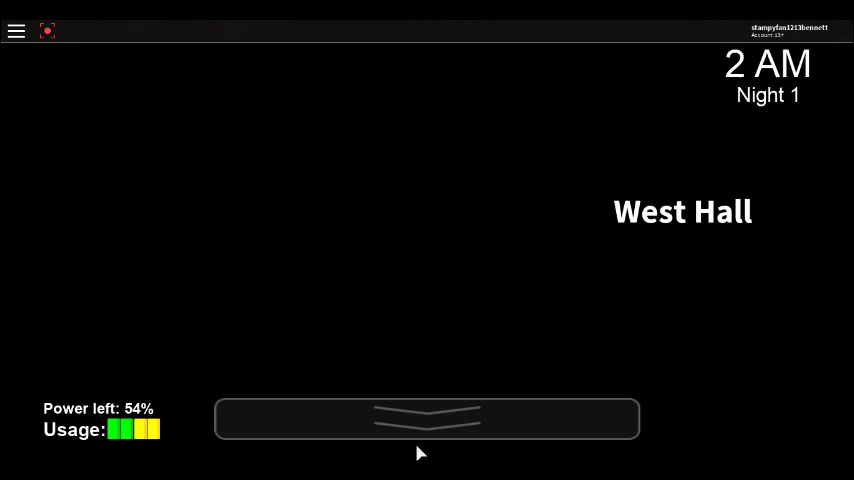 stampyfan1213bennett
Account: 13+
2 AM
Night 1
West Hall
Power left: 54%
Usage: